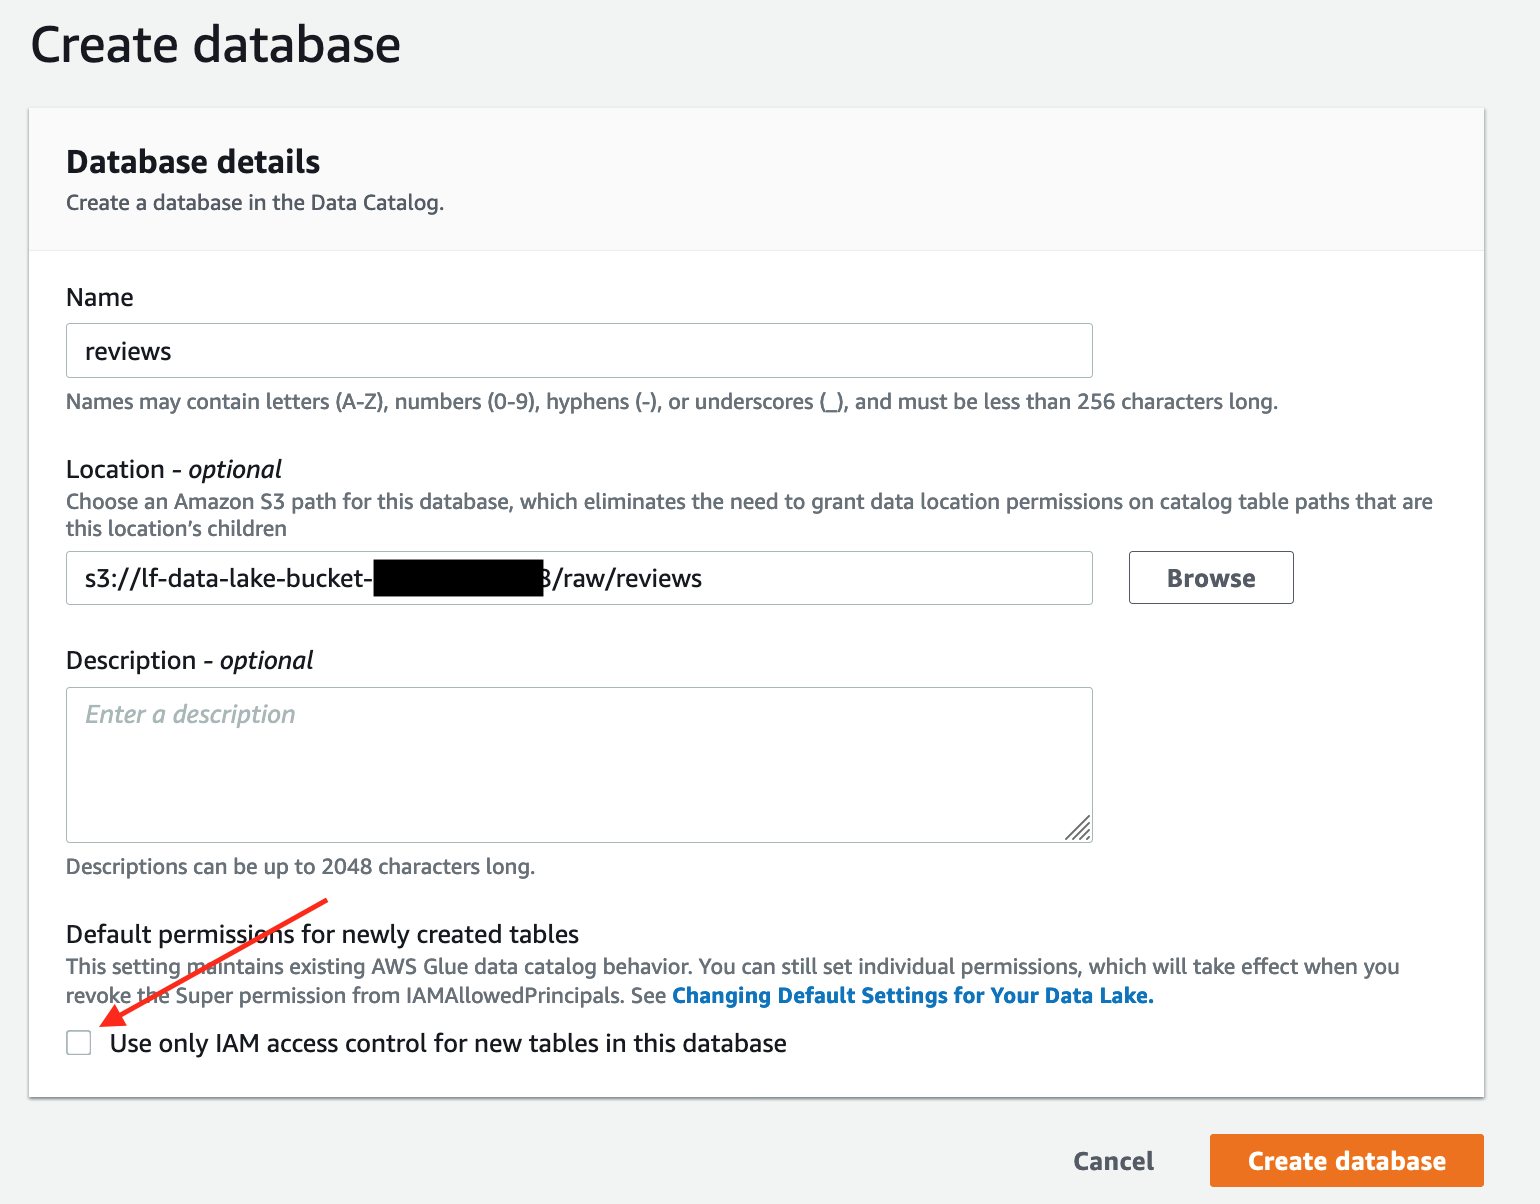 Create database
Database details
Create a database in the Data Catalog.
Name
reviews
Names may contain letters (A-Z), numbers (0-9), hyphens (-), or underscores (_), and must be less than 256 characters long.
Location - optional
Choose an Amazon S3 path for this database, which eliminates the need to grant data location permissions on catalog table paths that are
this location's children
s3://lf-data-lake-bucket-8/raw/reviews
Browse
Description - optional
Enter a description
Descriptions can be up to 2048 characters long.
Default permissions for newly created tables
This setting maintains existing AWS Glue data catalog behavior. You can still set individual permissions, which will take effect when you
revoke the Super permission from IAMAllowedPrincipals. See Changing Default Settings for Your Data Lake.
Use only IAM access control for new tables in this database
Cancel
Create database